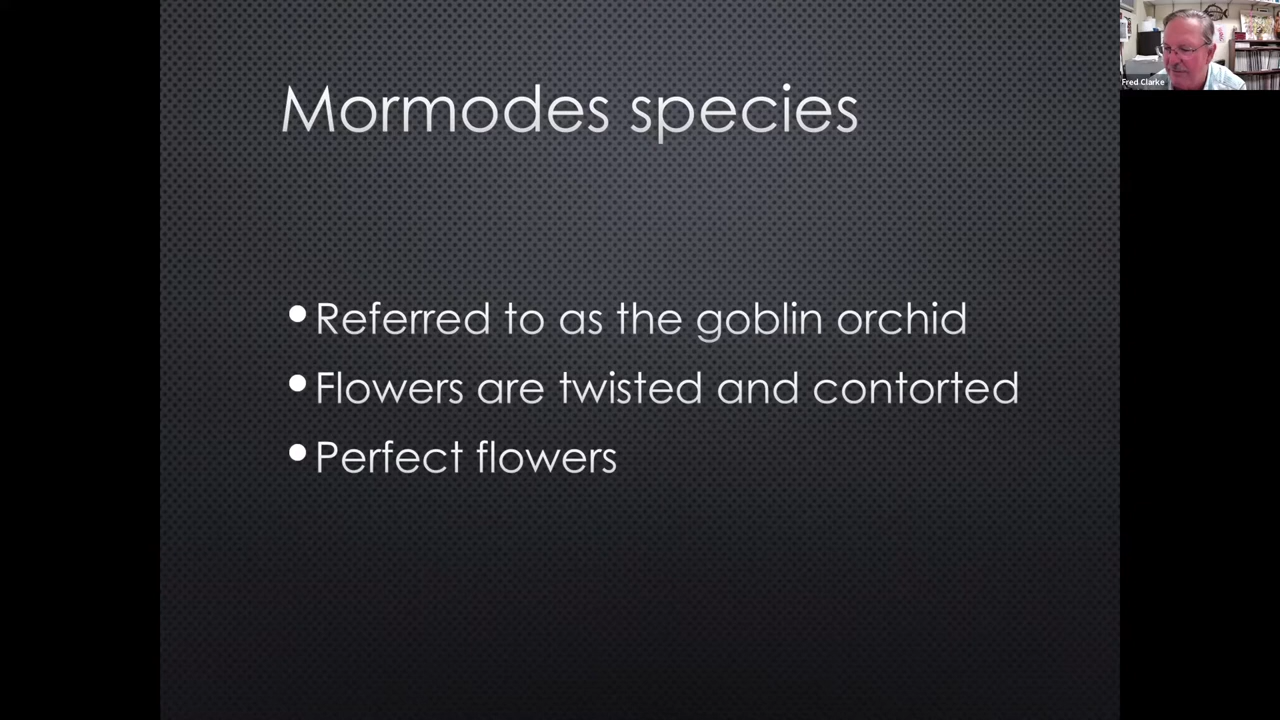 Mormodes species
Fred Clarke
• Referred to as the goblin orchid
• Flowers are twisted and contorted
• Perfect flowers